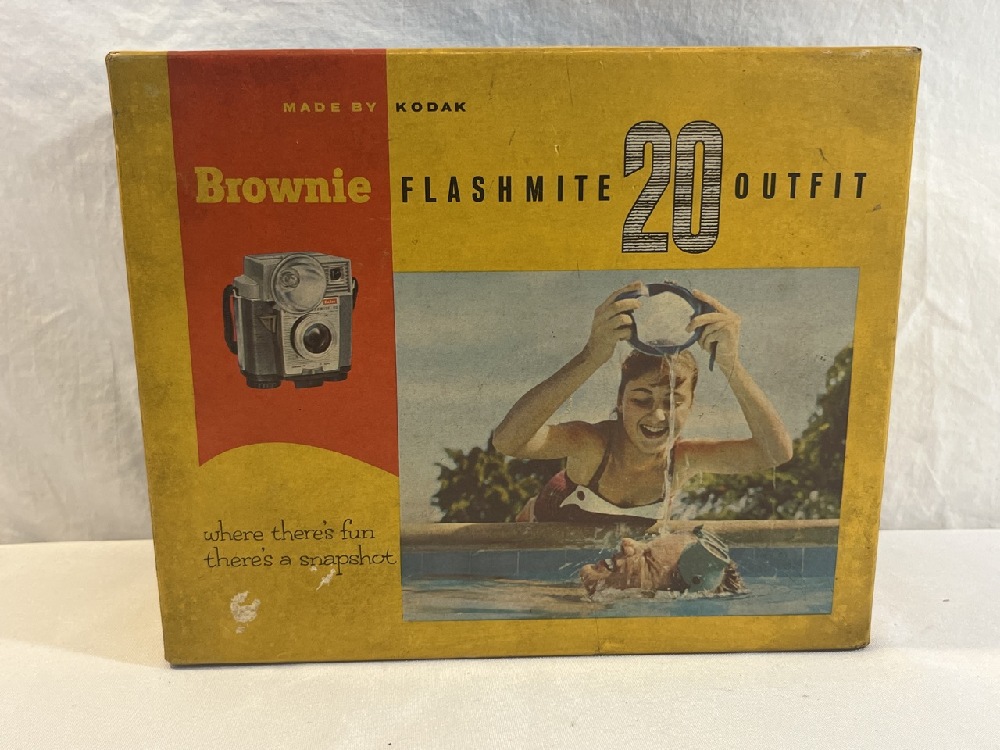 MADE BY KODAK
Brownie FLASHMITE 20 OUTFIT
where there's fun
there's a snapshot